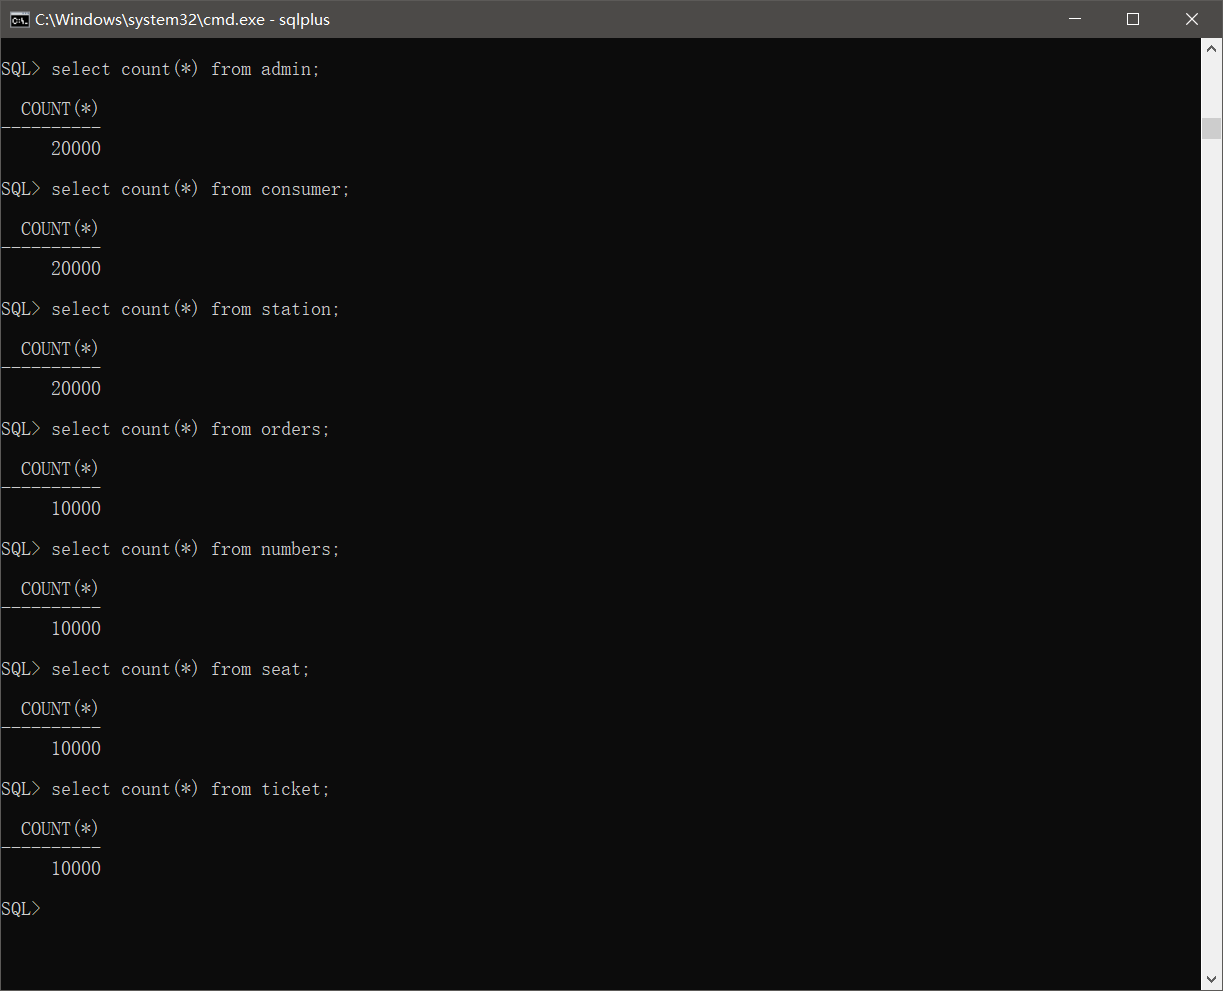 C:\Windows\system32\cmd.exe - sqlplus
SQL> select count(*) from admin;
COUNT(*)
----------
20000
SQL> select count(*) from consumer;
COUNT(*)
----------
20000
SQL> select count(*) from station;
COUNT(*)
----------
20000
SQL> select count(*) from orders;
COUNT(*)
----------
10000
SQL> select count(*) from numbers;
COUNT(*)
----------
10000
SQL> select count(*) from seat;
COUNT(*)
----------
10000
SQL> select count(*) from ticket;
COUNT(*)
----------
10000
SQL>